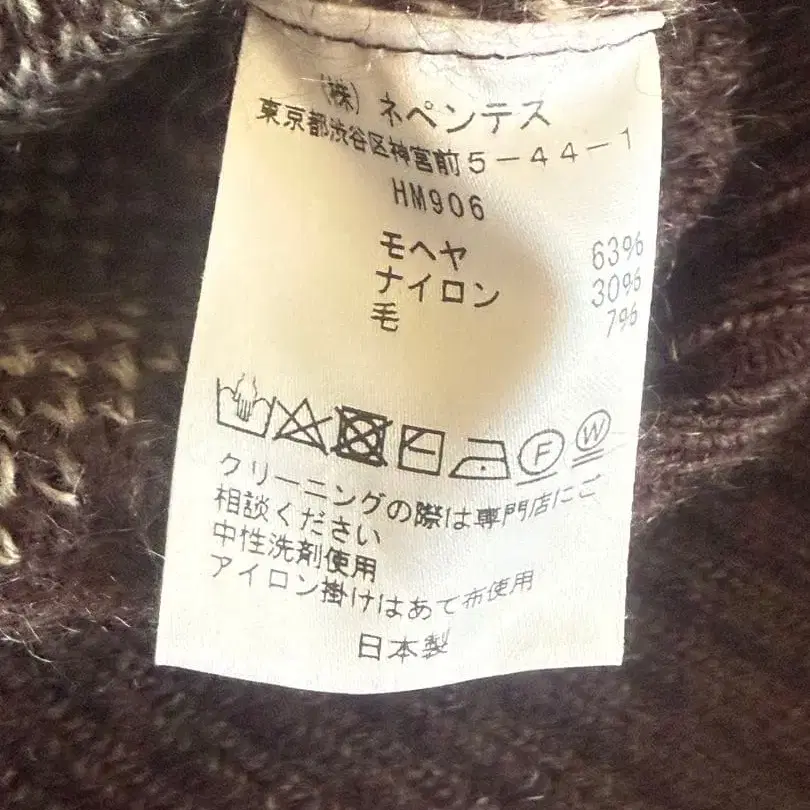 (株) ネペンテス
東京都渋谷区神宮前5-44-1
HM906
モヘヤ 63%
ナイロン 30%
毛 7%
F W
クリーニングの際は専門店にご
相談ください
中性洗剤使用
アイロン掛けはあて布使用
日本製